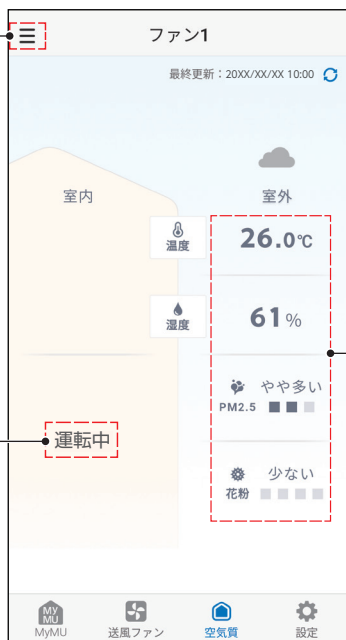 ファン1
最終更新：20XX/XX/XX 10:00
室内
室外
温度
26.0℃
湿度
61%
やや多い
PM2.5
運転中
少ない
花粉
MY
MU
MyMU
送風ファン
空気質
設定